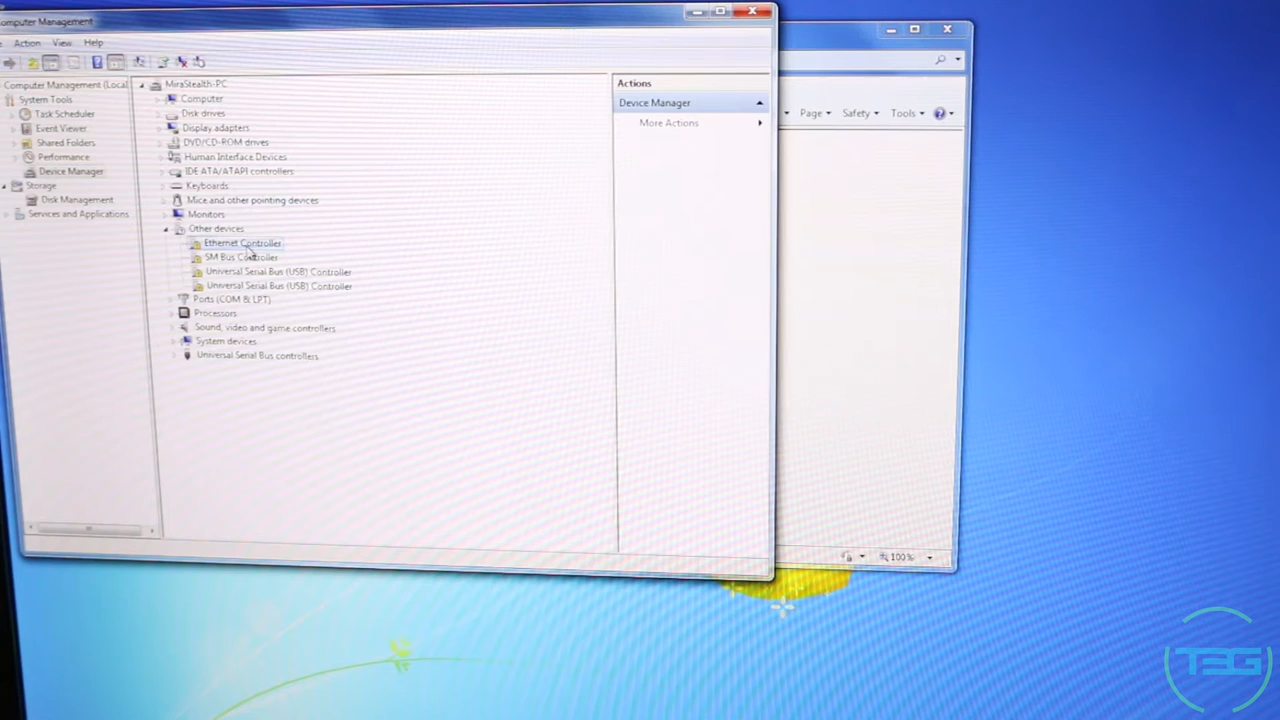 Computer Management
Action View Help
Computer Management (Local
System Tools
Task Scheduler
Event Viewer
Shared Folders
Performance
Device Manager
Storage
Disk Management
Services and Applications
MiraStealth-PC
Computer
Disk drives
Display adapters
DVD/CD-ROM drives
Human Interface Devices
IDE ATA/ATAPI controllers
Keyboards
Mice and other pointing devices
Monitors
Other devices
Ethernet Controller
SM Bus Controller
Universal Serial Bus (USB) Controller
Universal Serial Bus (USB) Controller
Ports (COM & LPT)
Processors
Sound, video and game controllers
System devices
Universal Serial Bus controllers
Actions
Device Manager
More Actions
Page Safety Tools
100%
TEG